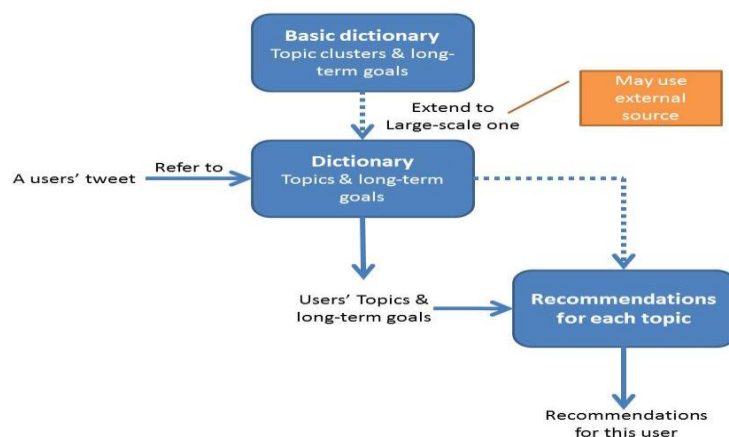 Basic dictionary
Topic clusters & long-
term goals
May use
external
source
Extend to
Large-scale one
A users’ tweet
Refer to
Dictionary
Topics & long-term
goals
Users’ Topics &
long-term goals
Recommendations
for each topic
Recommendations
for this user